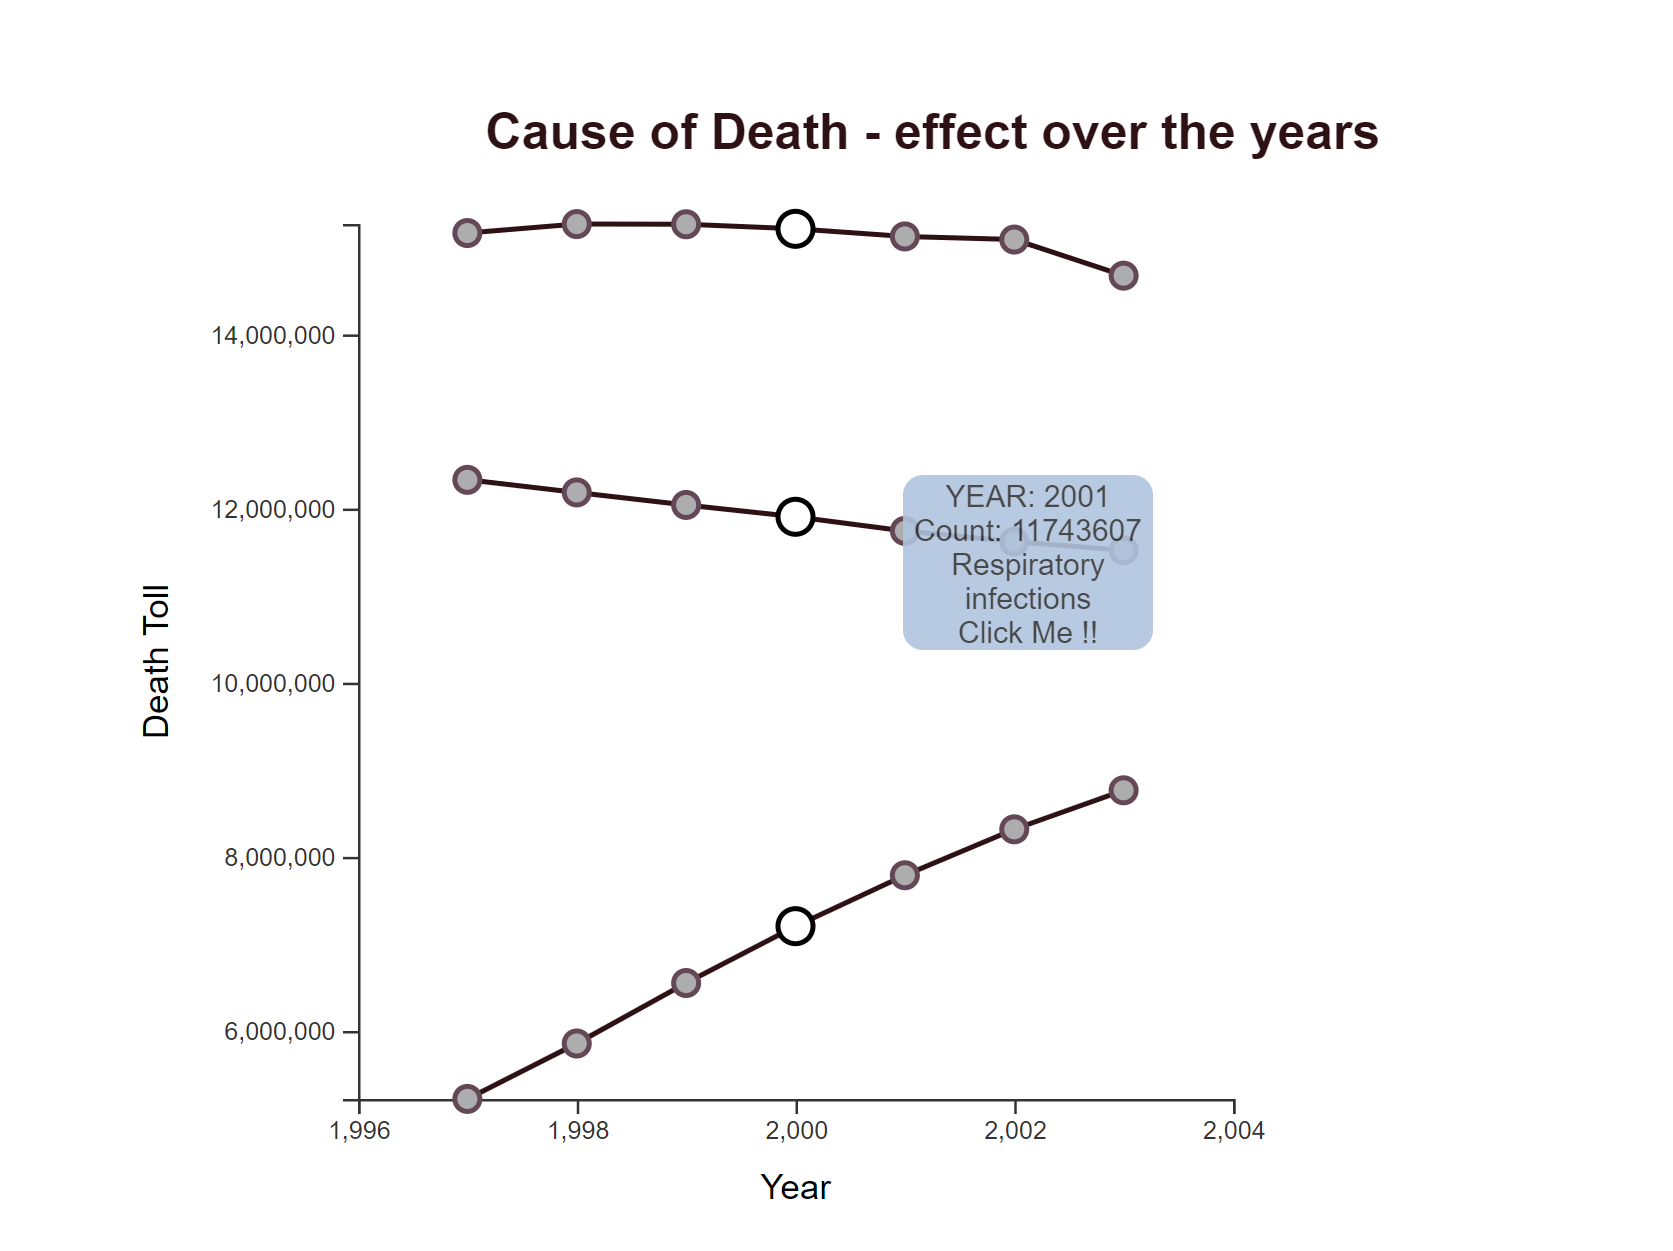 Cause of Death - effect over the years
14,000,000
12,000,000
10,000,000
8,000,000
6,000,000
Death Toll
YEAR: 2001
Count: 11743607
Respiratory
infections
Click Me !!
1,996
1,998
2,000
2,002
2,004
Year